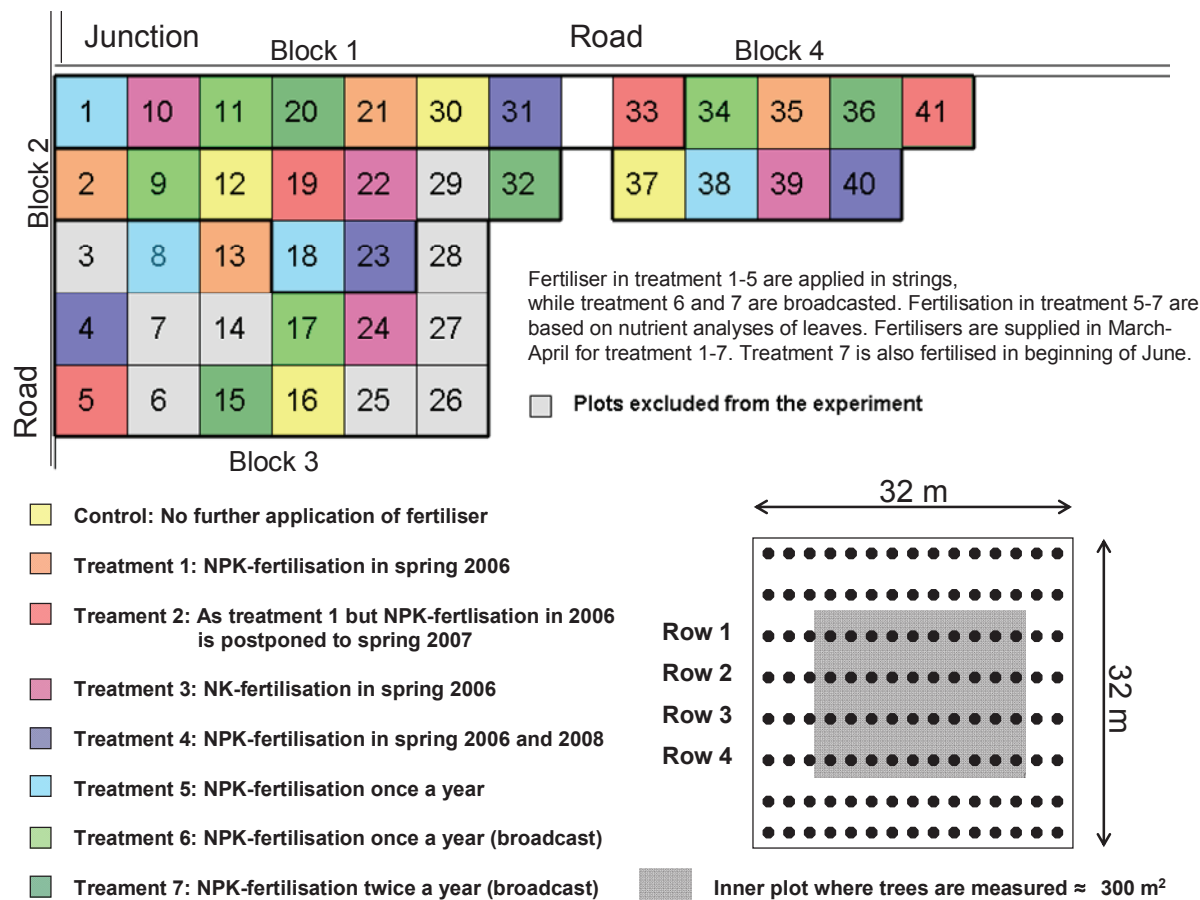 Junction
Block 1
Road
Block 4
1 10 11 20 21 30 31 33 34 35 36 41
Block 2
2 9 12 19 22 29 32 37 38 39 40
3 8 13 18 23 28
4 7 14 17 24 27
5 6 15 16 25 26
Road
Block 3
Fertiliser in treatment 1-5 are applied in strings,
while treatment 6 and 7 are broadcasted. Fertilisation in treatment 5-7 are
based on nutrient analyses of leaves. Fertilisers are supplied in March-
April for treatment 1-7. Treatment 7 is also fertilised in beginning of June.
Plots excluded from the experiment
Control: No further application of fertiliser
Treatment 1: NPK-fertilisation in spring 2006
Treament 2: As treatment 1 but NPK-fertlisation in 2006
is postponed to spring 2007
Treatment 3: NK-fertilisation in spring 2006
Treatment 4: NPK-fertilisation in spring 2006 and 2008
Treatment 5: NPK-fertilisation once a year
Treatment 6: NPK-fertilisation once a year (broadcast)
Treament 7: NPK-fertilisation twice a year (broadcast)
32 m
Row 1
Row 2
Row 3
Row 4
32 m
Inner plot where trees are measured ≈ 300 m²